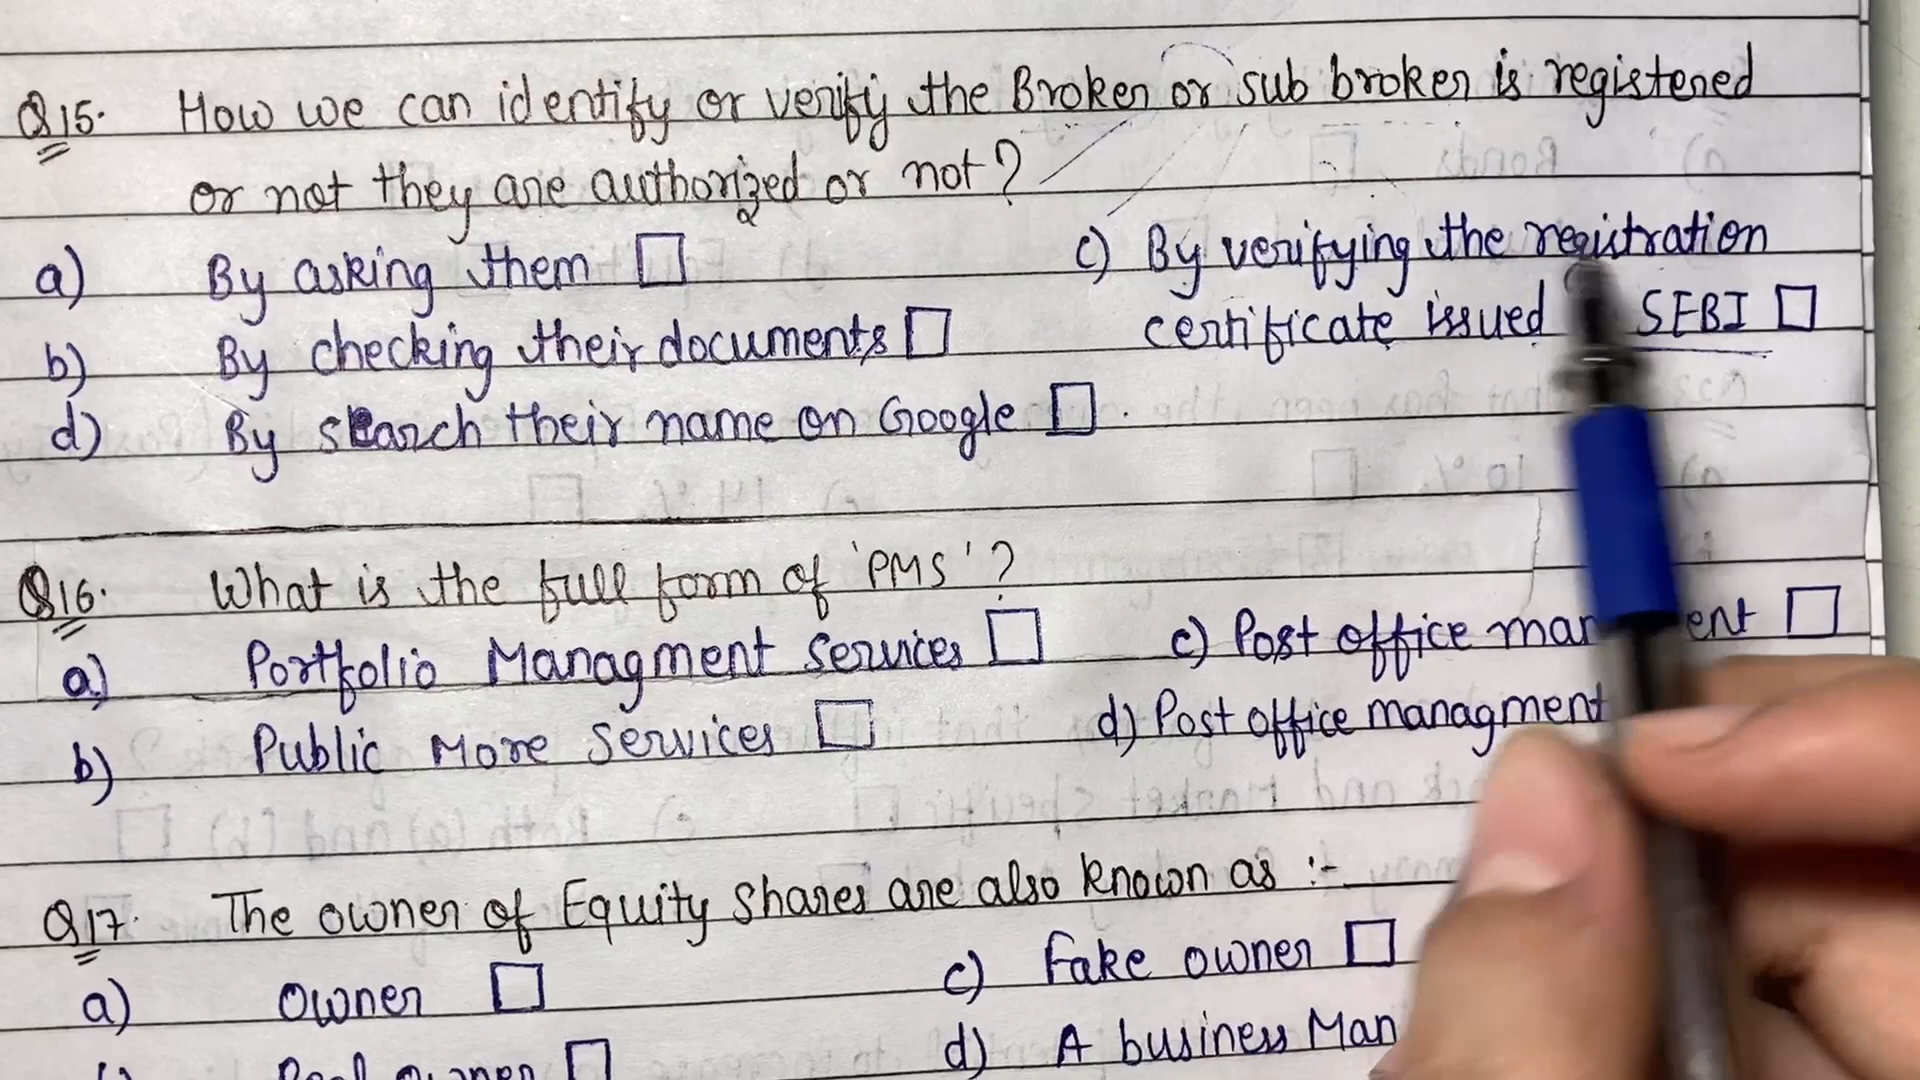 Q15. How we can identify or verify the Broker or sub broker is registered
or not they are authorized or not?
a) By asking them
c) By verifying the registration
certificate issued SEBI
b) By checking their documents
d) By search their name on Google
Q16. What is the full form of 'PMS'?
a) Portfolio Managment Services
c) Post office
b) Public More Services
d) Post office managment
Q17. The owner of Equity Shares are also known as :-
a) Owner
c) Fake owner
d) A business Man